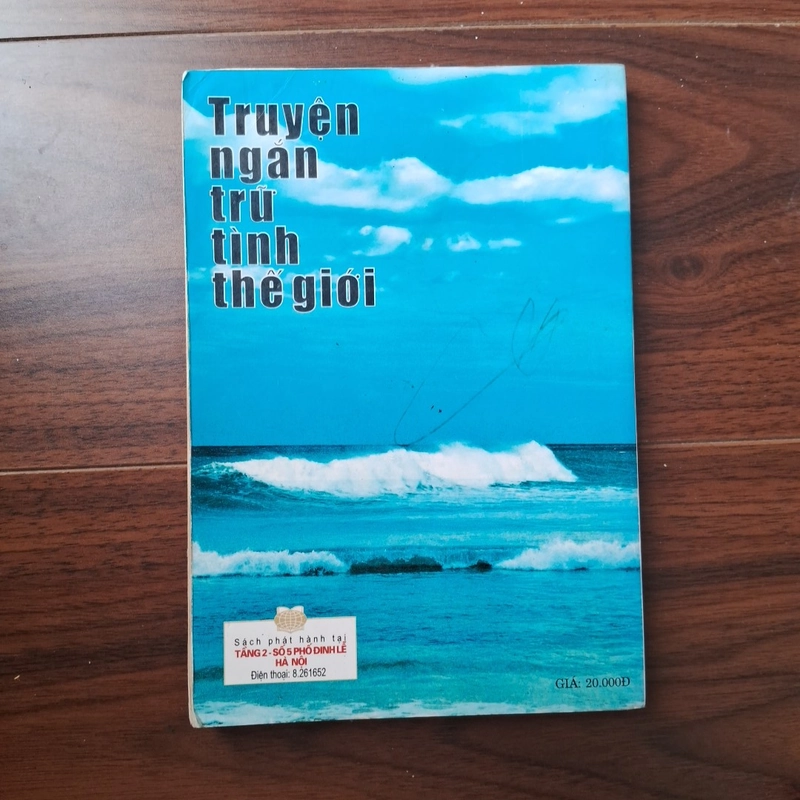 Truyện
ngắn
trữ
tình
thế giới
Sách phát hành tại
TẦNG 2 - SỐ 5 PHỐ ĐINH LỄ
HÀ NỘI
Điện thoại: 8.261652
GIÁ: 20.000Đ